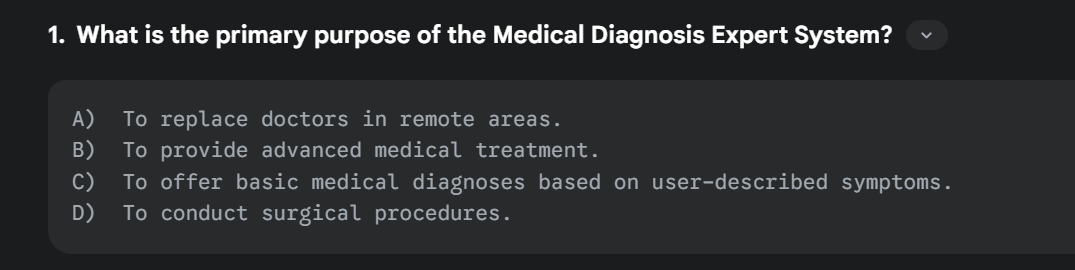 1. What is the primary purpose of the Medical Diagnosis Expert System?
A) To replace doctors in remote areas.
B) To provide advanced medical treatment.
C) To offer basic medical diagnoses based on user-described symptoms.
D) To conduct surgical procedures.